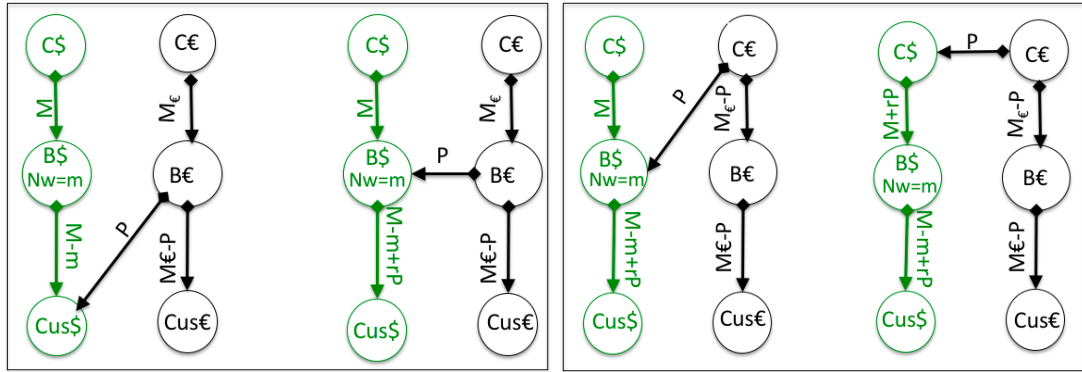 C$
C€
M
M€
B$
Nw=m
B€
M-m
P
M€-P
Cus$
Cus€
C$
C€
M
M€
B$
Nw=m
P
B€
M-m+rP
M€-P
Cus$
Cus€
C$
C€
M
P
M€-P
B$
Nw=m
B€
M-m+rP
M€-P
Cus$
Cus€
C$
P
C€
M+rP
M€-P
B$
Nw=m
B€
M-m+rP
M€-P
Cus$
Cus€